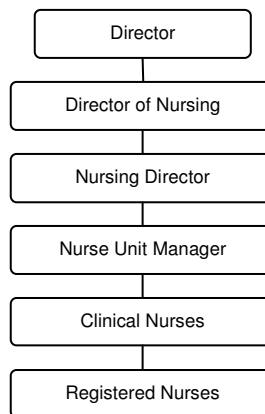 Director
Director of Nursing
Nursing Director
Nurse Unit Manager
Clinical Nurses
Registered Nurses